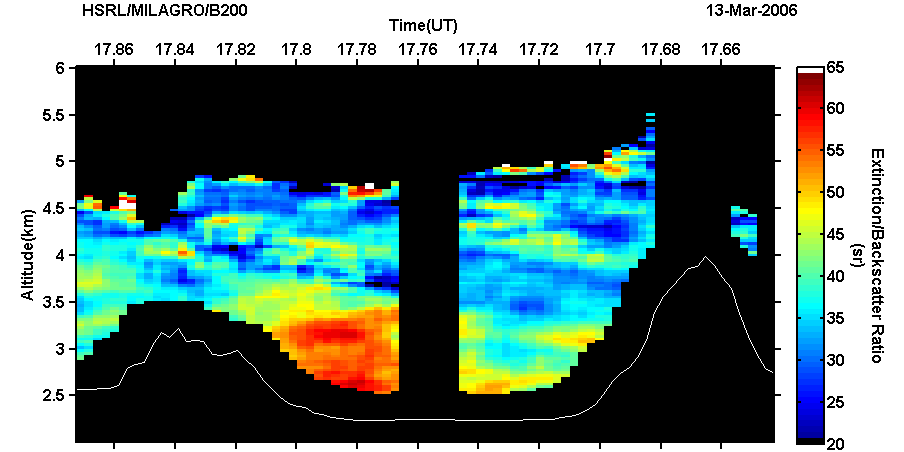 HSRL/MILAGRO/B200
13-Mar-2006
Time(UT)
17.86 17.84 17.82 17.8 17.78 17.76 17.74 17.72 17.7 17.68 17.66
6
5.5
5
4.5
4
3.5
3
2.5
Altitude(km)
65
60
55
50
45
40
35
30
25
20
Extinction/Backscatter Ratio
(sr)